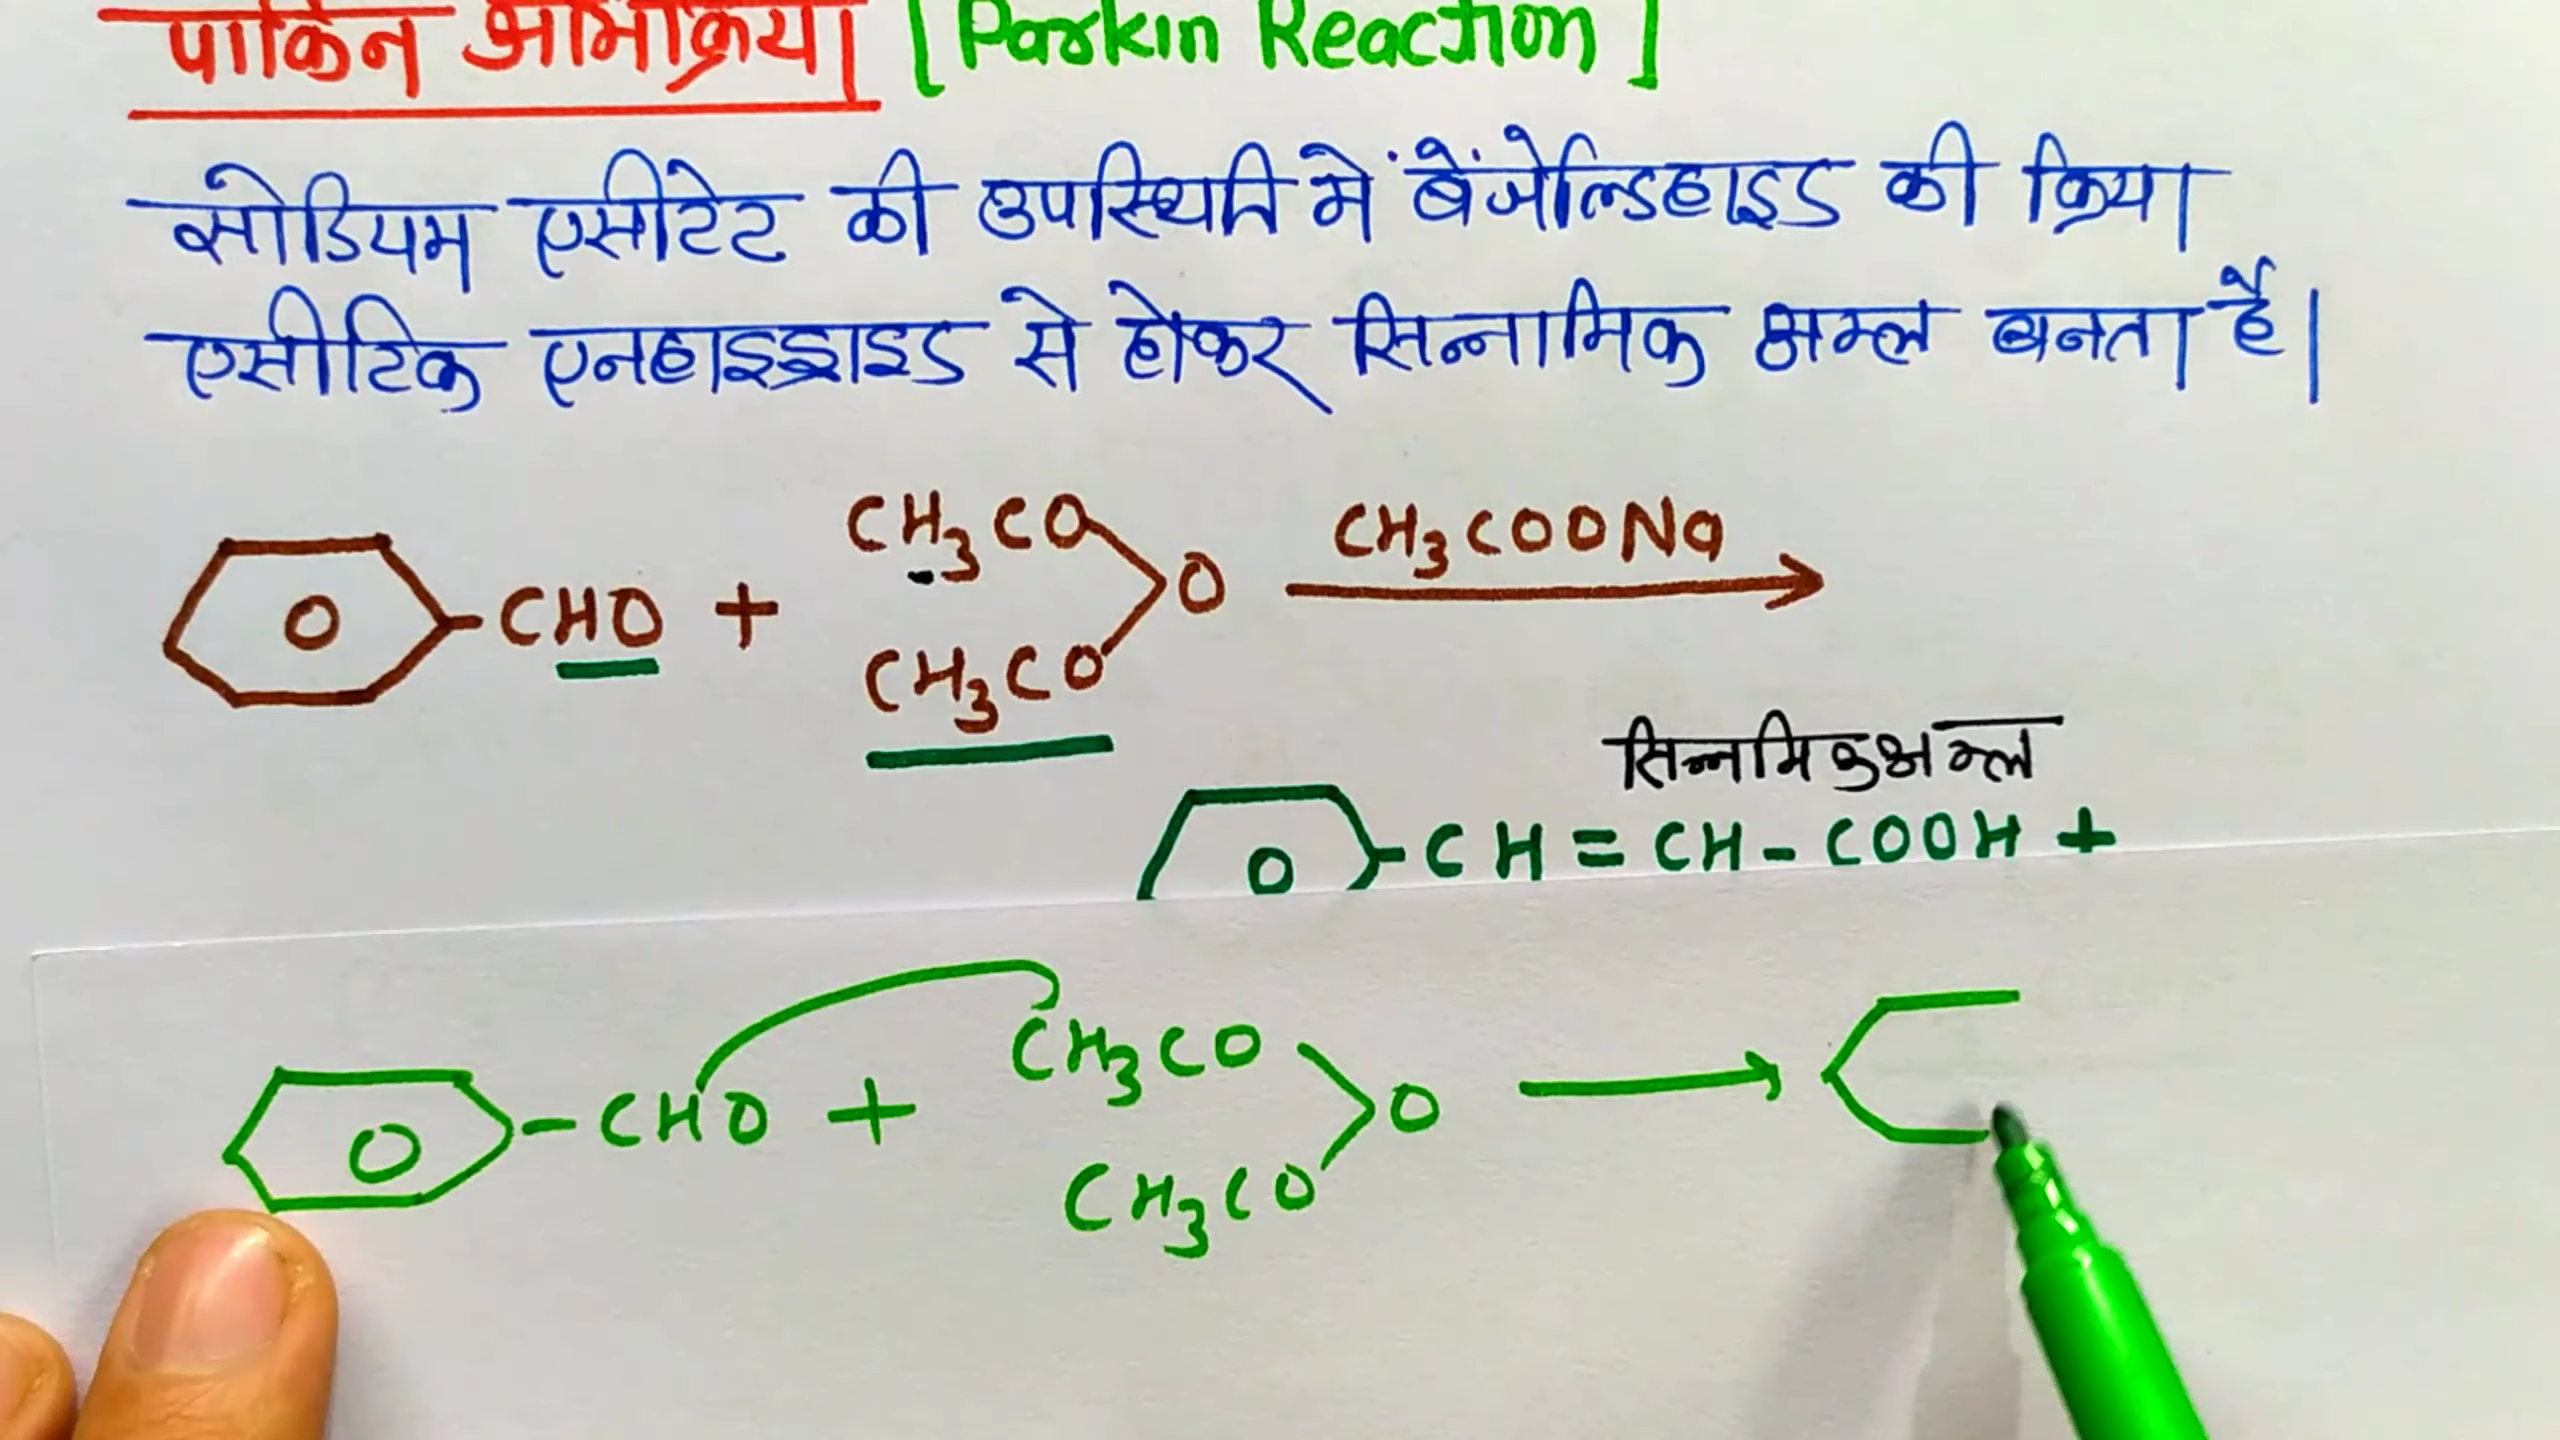 पार्किन अभिक्रिया [Parkin Reaction]
सोडियम एसीटेट की उपस्थिति में बेंजेल्डिहाइड की क्रिया
एसीटिक एनहाइड्राइड से होकर सिन्नामिक अम्ल बनता है।
CH₃CO
CH₃COONa
O -CHO + O
CH₃CO
सिन्नमिक अम्ल
O -CH=CH-COOH +
CH₃CO
O -CHO + O
CH₃CO